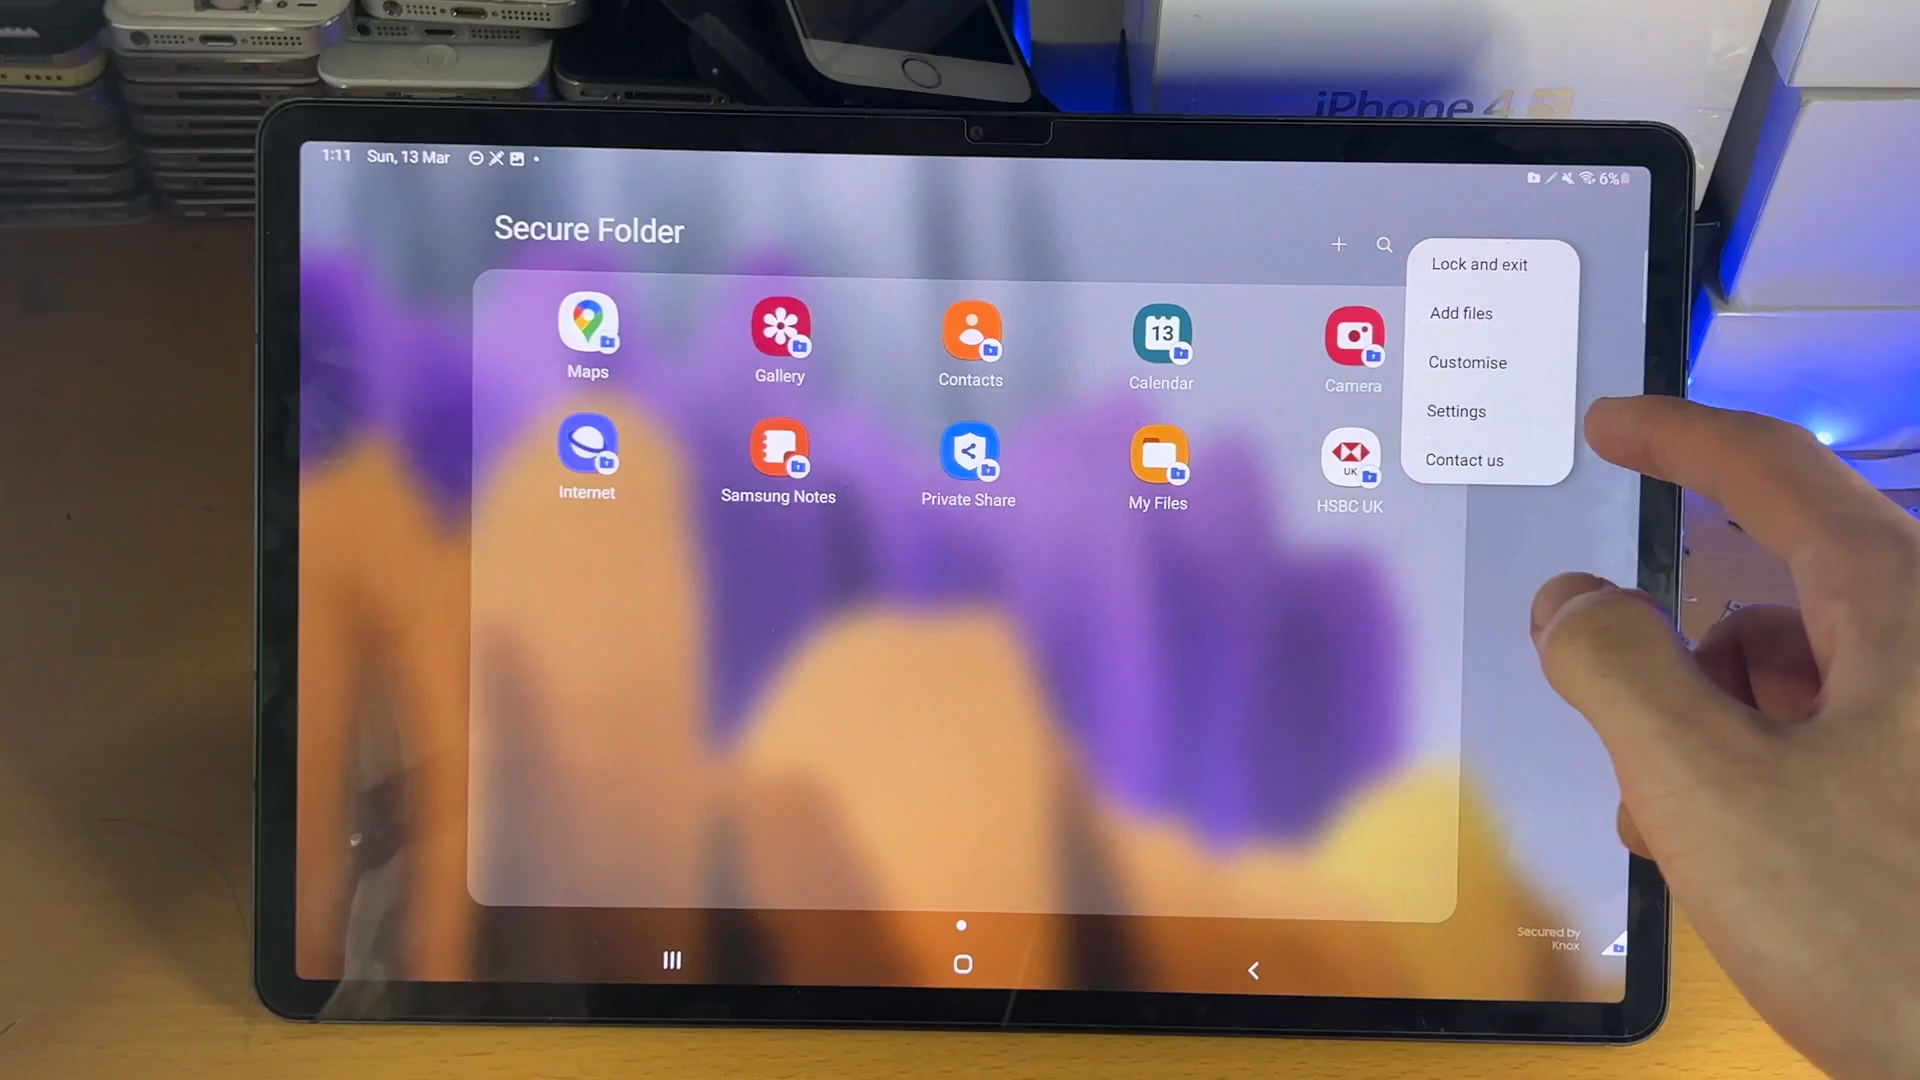 iPhone 4s
1:11 Sun, 13 Mar
6%
Secure Folder
Lock and exit
Add files
Customise
Settings
Contact us
Maps
Gallery
Contacts
13
Calendar
Camera
Internet
Samsung Notes
Private Share
My Files
UK
HSBC UK
Secured by
Knox